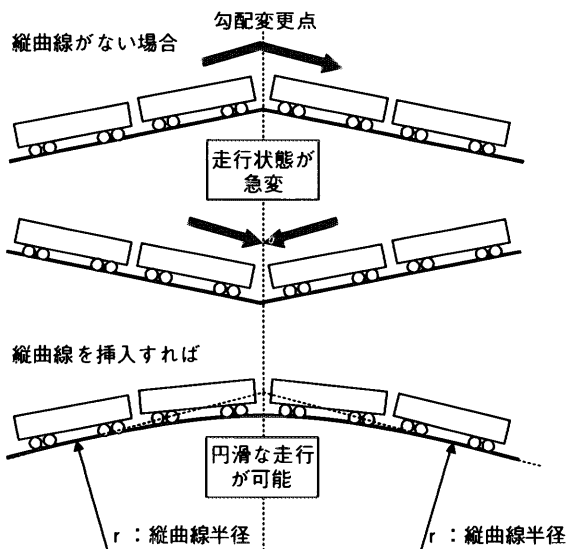 勾配変更点
縦曲線がない場合
走行状態が
急変
縦曲線を挿入すれば
円滑な走行
が可能
r：縦曲線半径
r：縦曲線半径